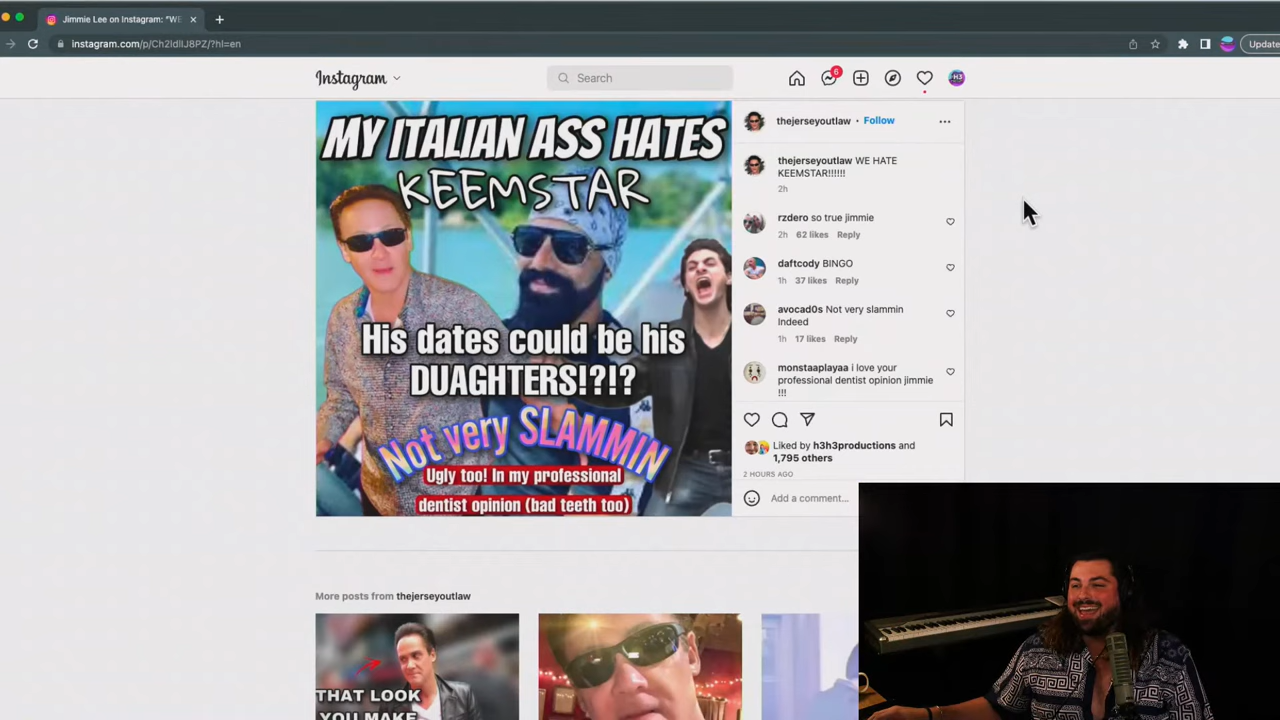 Jimmie Lee on Instagram: "WE
instagram.com/p/Ch2IdlIJ8PZ/?hl=en
Update
Instagram
Search
6
H3
MY ITALIAN ASS HATES
KEEMSTAR
His dates could be his
DUAGHTERS!?!?
Not very SLAMMIN
Ugly too! In my professional
dentist opinion (bad teeth too)
thejerseyoutlaw • Follow
thejerseyoutlaw WE HATE
KEEMSTAR!!!!!!
2h
rzdero so true jimmie
2h 62 likes Reply
daftcody BINGO
1h 37 likes Reply
avocad0s Not very slammin
Indeed
1h 17 likes Reply
monstaaplayaa i love your
professional dentist opinion jimmie
!!!
Liked by h3h3productions and
1,795 others
2 HOURS AGO
Add a comment...
More posts from thejerseyoutlaw
THAT LOOK
YOU MAKE